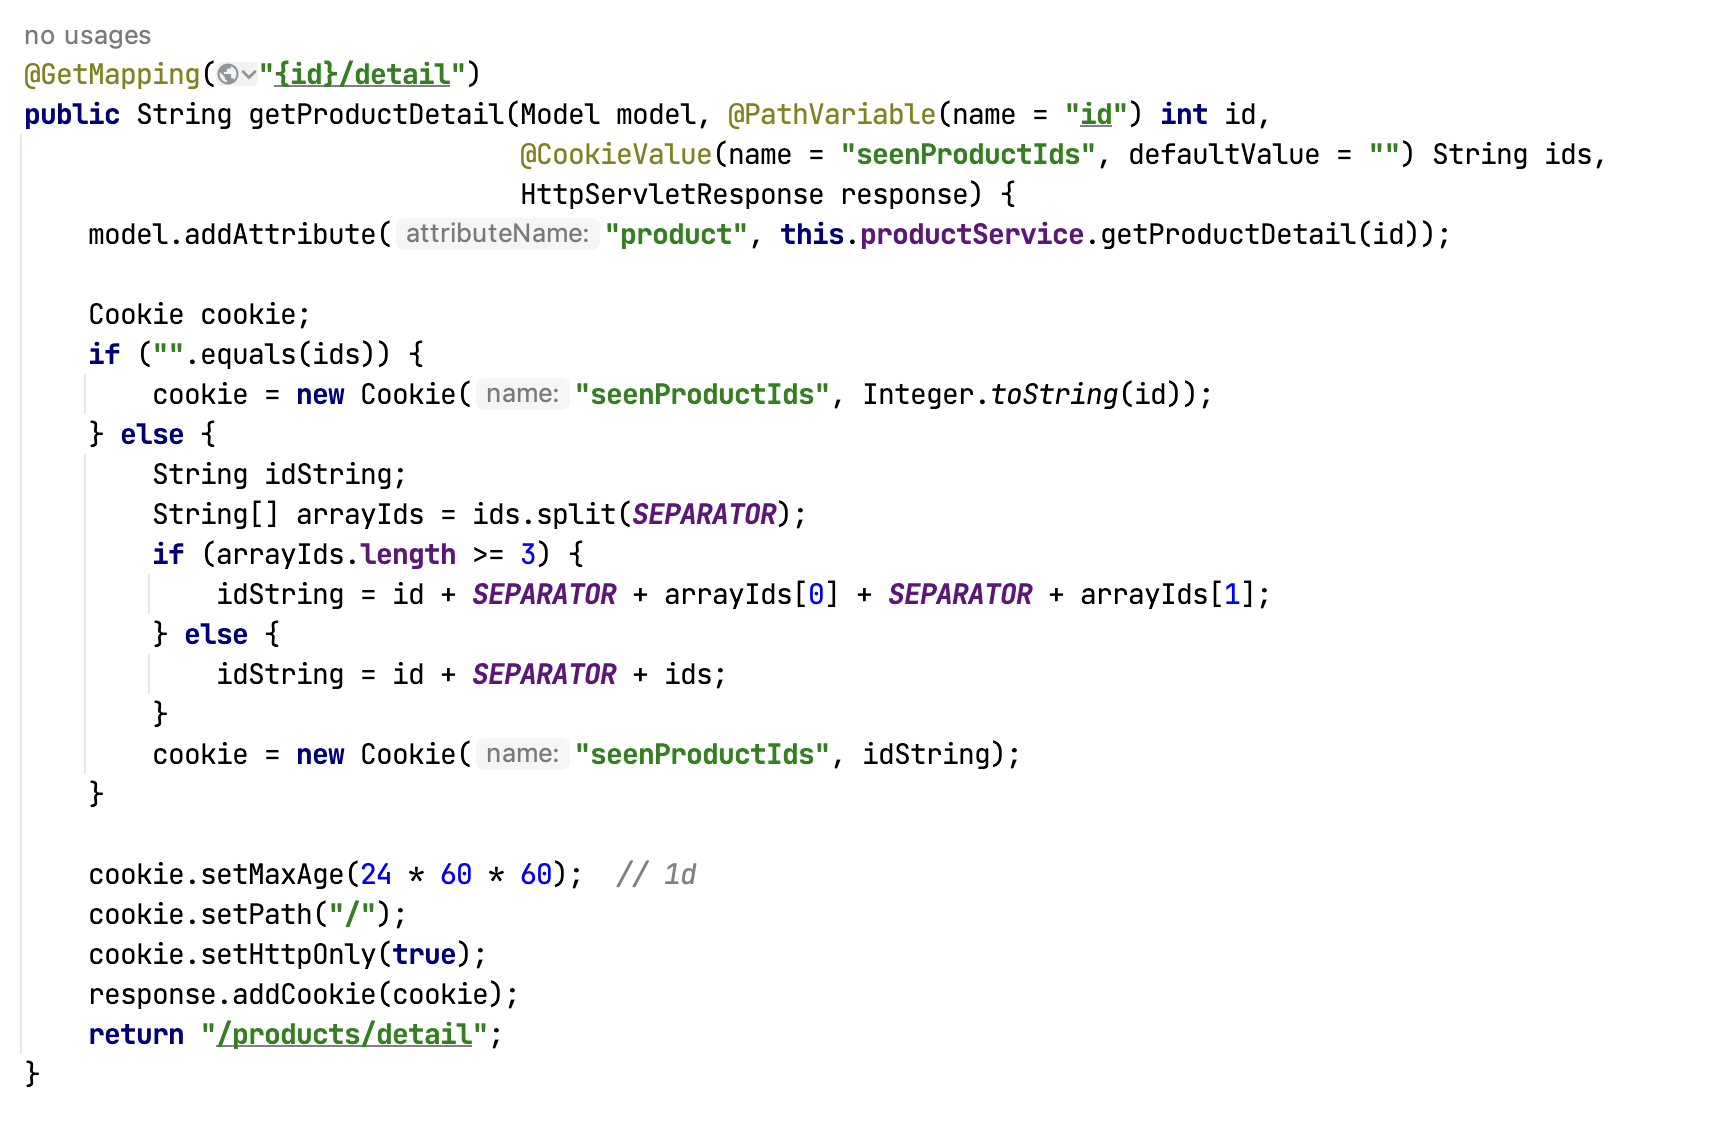 no usages
@GetMapping("{id}/detail")
public String getProductDetail(Model model, @PathVariable(name = "id") int id,
@CookieValue(name = "seenProductIds", defaultValue = "") String ids,
HttpServletResponse response) {
model.addAttribute( attributeName: "product", this.productService.getProductDetail(id));
Cookie cookie;
if ("".equals(ids)) {
cookie = new Cookie( name: "seenProductIds", Integer.toString(id));
} else {
String idString;
String[] arrayIds = ids.split(SEPARATOR);
if (arrayIds.length >= 3) {
idString = id + SEPARATOR + arrayIds[0] + SEPARATOR + arrayIds[1];
} else {
idString = id + SEPARATOR + ids;
}
cookie = new Cookie( name: "seenProductIds", idString);
}
cookie.setMaxAge(24 * 60 * 60); // 1d
cookie.setPath("/");
cookie.setHttpOnly(true);
response.addCookie(cookie);
return "/products/detail";
}